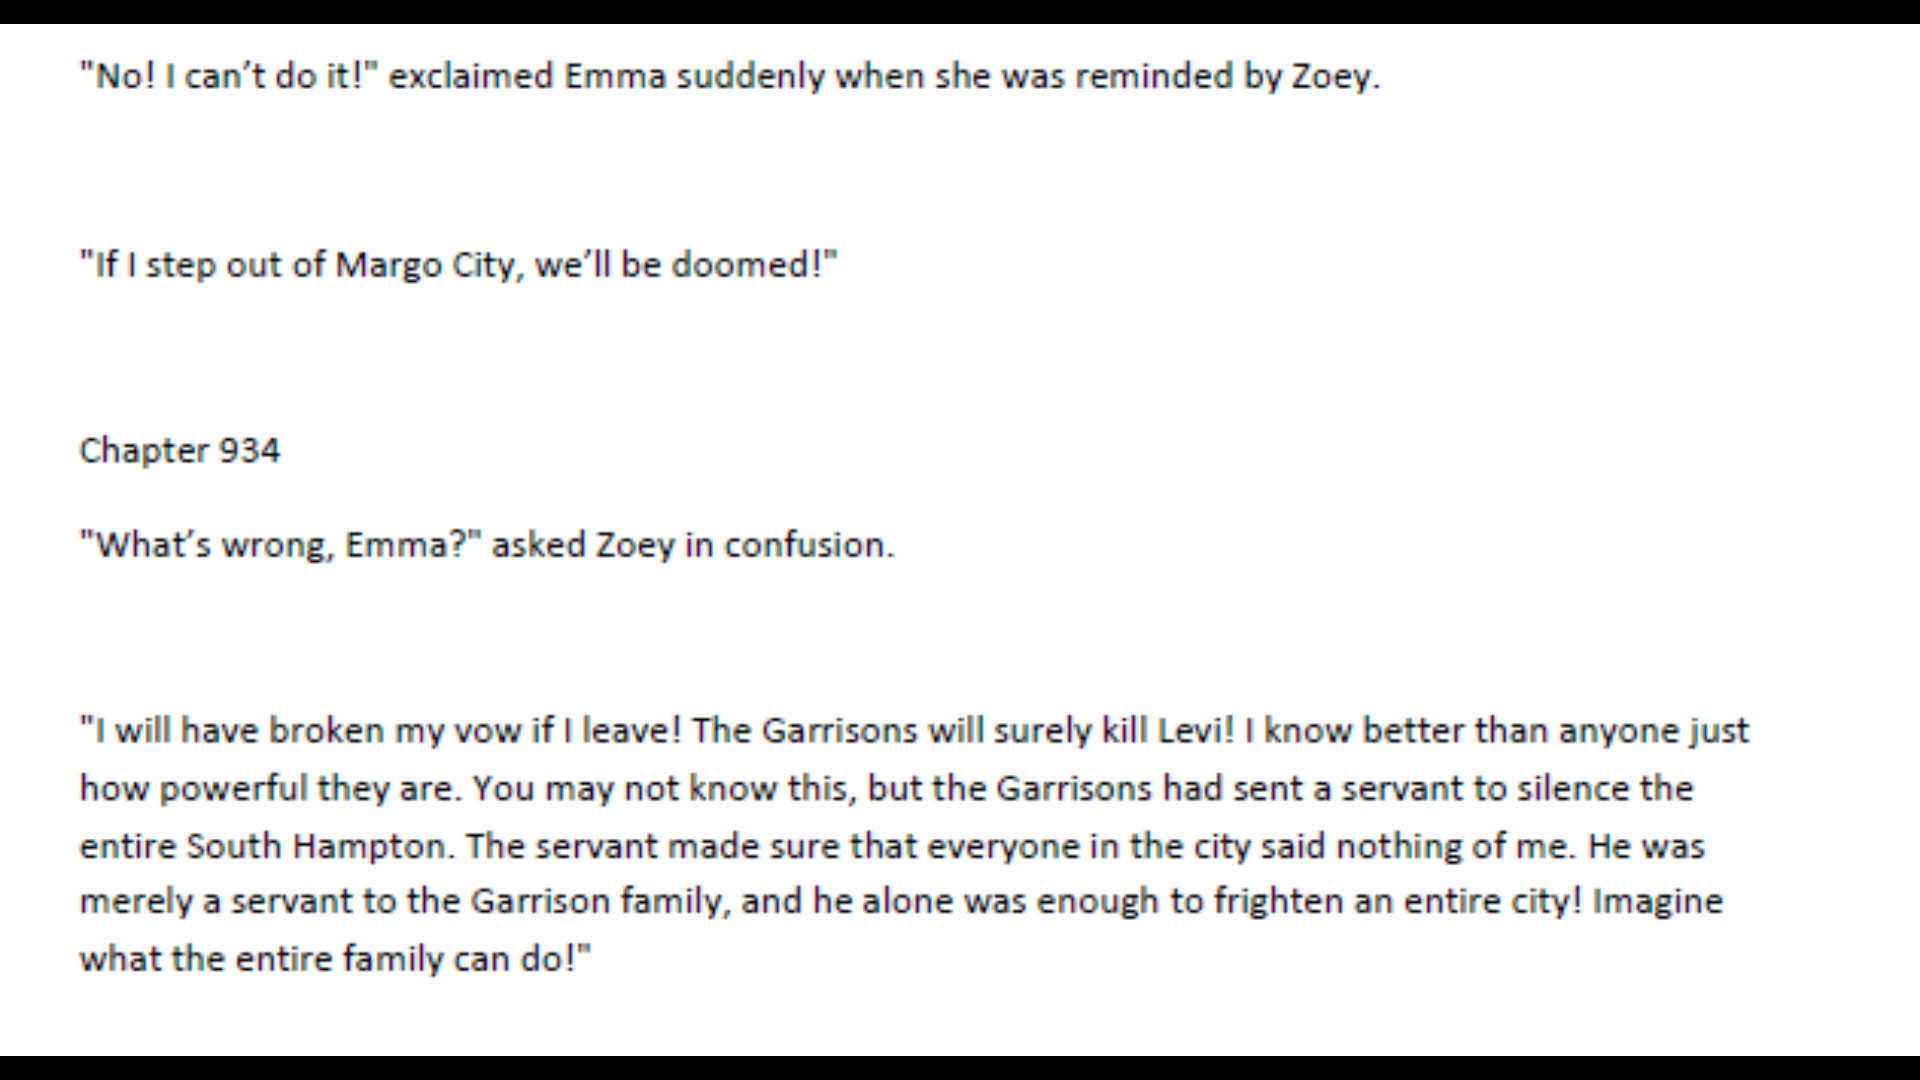 "No! I can’t do it!" exclaimed Emma suddenly when she was reminded by Zoey.
"If I step out of Margo City, we’ll be doomed!"
Chapter 934
"What’s wrong, Emma?" asked Zoey in confusion.
"I will have broken my vow if I leave! The Garrisons will surely kill Levi! I know better than anyone just
how powerful they are. You may not know this, but the Garrisons had sent a servant to silence the
entire South Hampton. The servant made sure that everyone in the city said nothing of me. He was
merely a servant to the Garrison family, and he alone was enough to frighten an entire city! Imagine
what the entire family can do!"